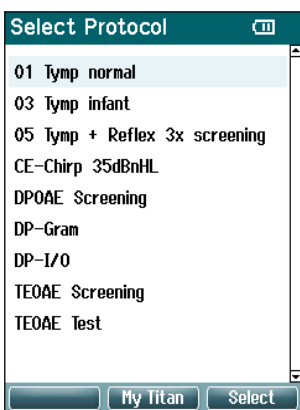 Select Protocol
01 Tymp normal
03 Tymp infant
05 Tymp + Reflex 3x screening
CE-Chirp 35dBnHL
DPOAE Screening
DP-Gram
DP-I/O
TEOAE Screening
TEOAE Test
My Titan Select